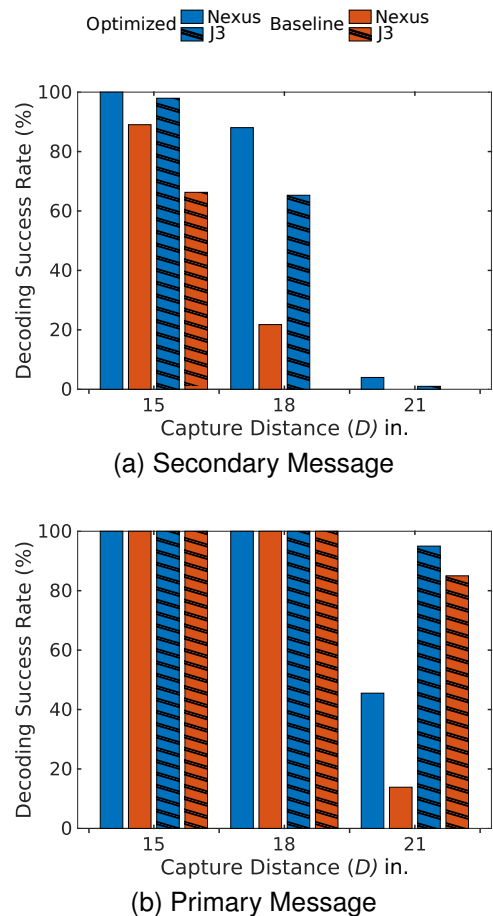 Optimized Nexus Baseline Nexus
J3 J3
100
80
60
40
20
0
Decoding Success Rate (%)
15 18 21
Capture Distance (D) in.
(a) Secondary Message
100
80
60
40
20
0
Decoding Success Rate (%)
15 18 21
Capture Distance (D) in.
(b) Primary Message